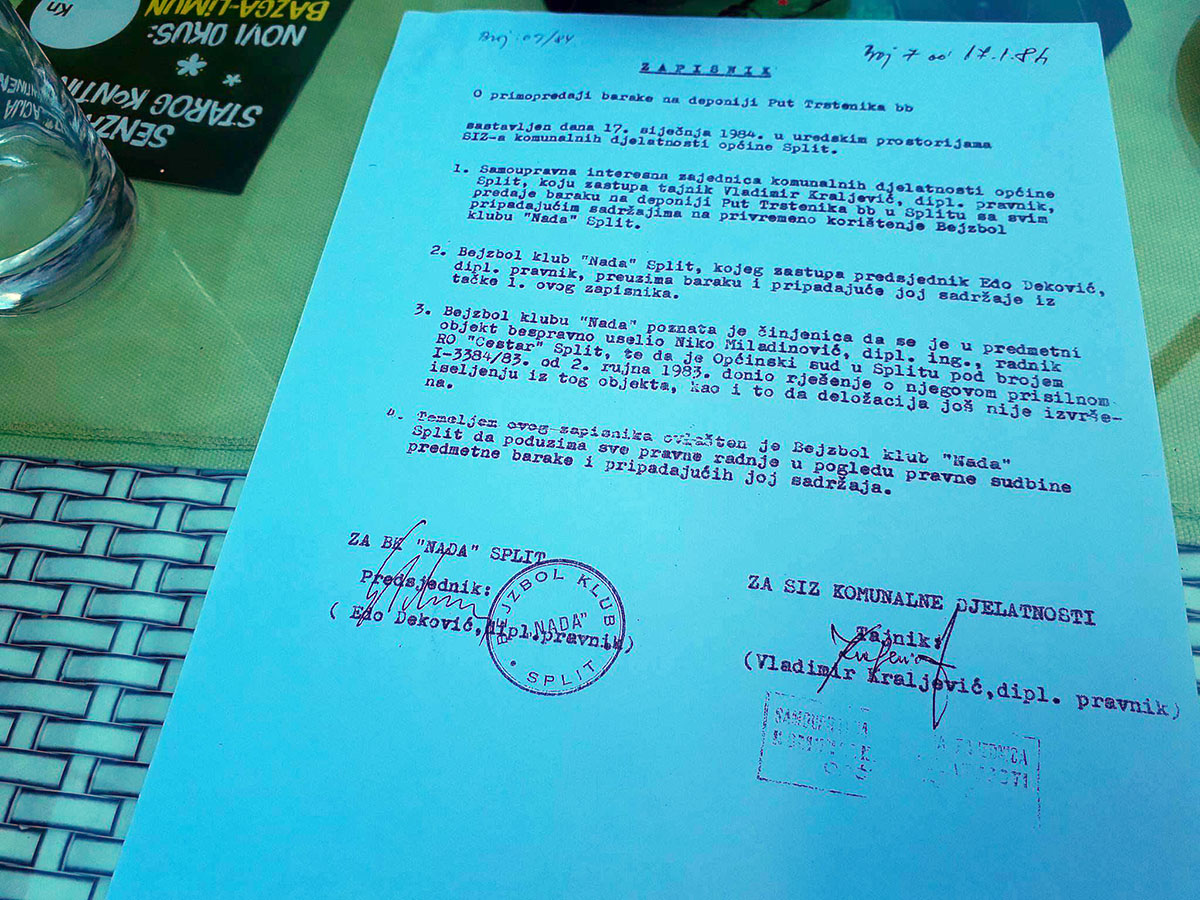 Kn
BAZGA-LIMUN
NOVI OKUS:
STAROG KONTIN
SENZA
Broj: 07/84
Broj 7 od 17.1.84
ZAPISNIK
O primopredaji barake na deponiji Put Trstenika bb
sastavljen dana 17. siječnja 1984. u uredskim prostorijama
SIZ-a komunalnih djelatnosti općine Split.
1. Samoupravna interesna zajednica komunalnih djelatnosti općine
Split, koju zastupa tajnik Vladimir Kraljević, dipl. pravnik,
predaje baraku na deponiji Put Trstenika bb u Splitu sa svim
pripadajućim sadržajima na privremeno korištenje Bejzbol
klubu "Nada" Split.
2. Bejzbol klub "Nada" Split, kojeg zastupa predsjednik Edo Deković,
dipl. pravnik, preuzima baraku i pripadajuće joj sadržaje iz
tačke 1. ovog zapisnika.
3. Bejzbol klubu "Nada" poznata je činjenica da se je u predmetni
objekt bespravno uselio Niko Miladinović, dipl. ing., radnik
RO "Cestar" Split, te da je Općinski sud u Splitu pod brojem
I-3384/83. od 2. rujna 1983. donio rješenje o njegovom prisilnom
iseljenju iz tog objekta, kao i to da deložacija još nije izvrše-
na.
4. Temeljem ovog zapisnika ovlašten je Bejzbol klub "Nada"
Split da poduzima sve pravne radnje u pogledu pravne sudbine
predmetne barake i pripadajućih joj sadržaja.
ZA BK "NADA" SPLIT
Predsjednik:
( Edo Deković, dipl.pravnik)
BEJZBOL KLUB
"NADA"
SPLIT
ZA SIZ KOMUNALNE DJELATNOSTI
Tajnik:
(Vladimir Kraljević,dipl. pravnik)